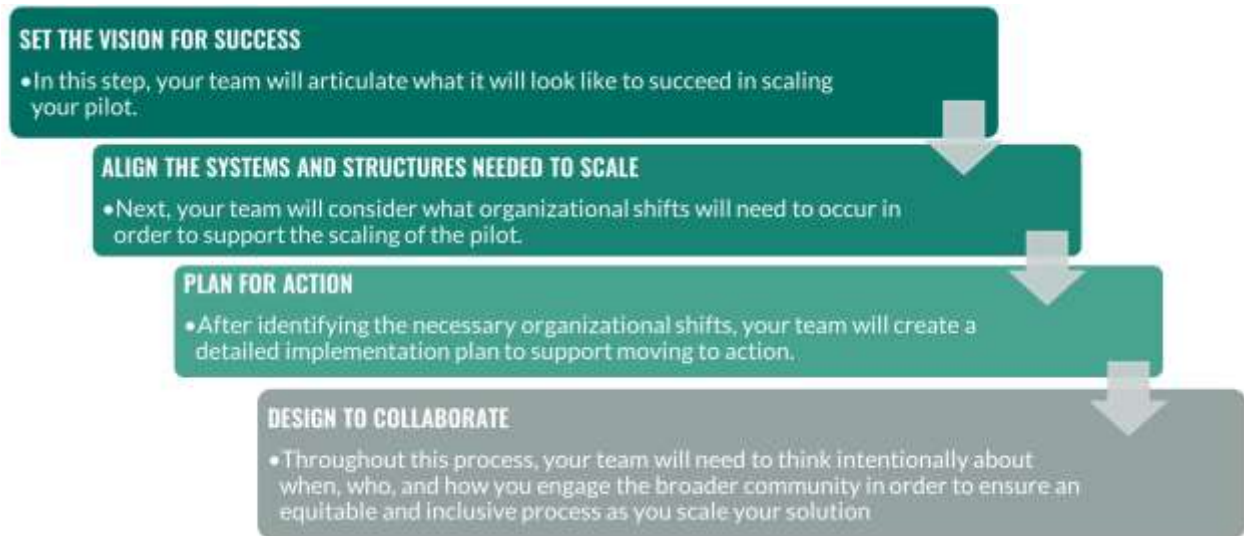 SET THE VISION FOR SUCCESS
•In this step, your team will articulate what it will look like to succeed in scaling
your pilot.
ALIGN THE SYSTEMS AND STRUCTURES NEEDED TO SCALE
•Next, your team will consider what organizational shifts will need to occur in
order to support the scaling of the pilot.
PLAN FOR ACTION
•After identifying the necessary organizational shifts, your team will create a
detailed implementation plan to support moving to action.
DESIGN TO COLLABORATE
•Throughout this process, your team will need to think intentionally about
when, who, and how you engage the broader community in order to ensure an
equitable and inclusive process as you scale your solution